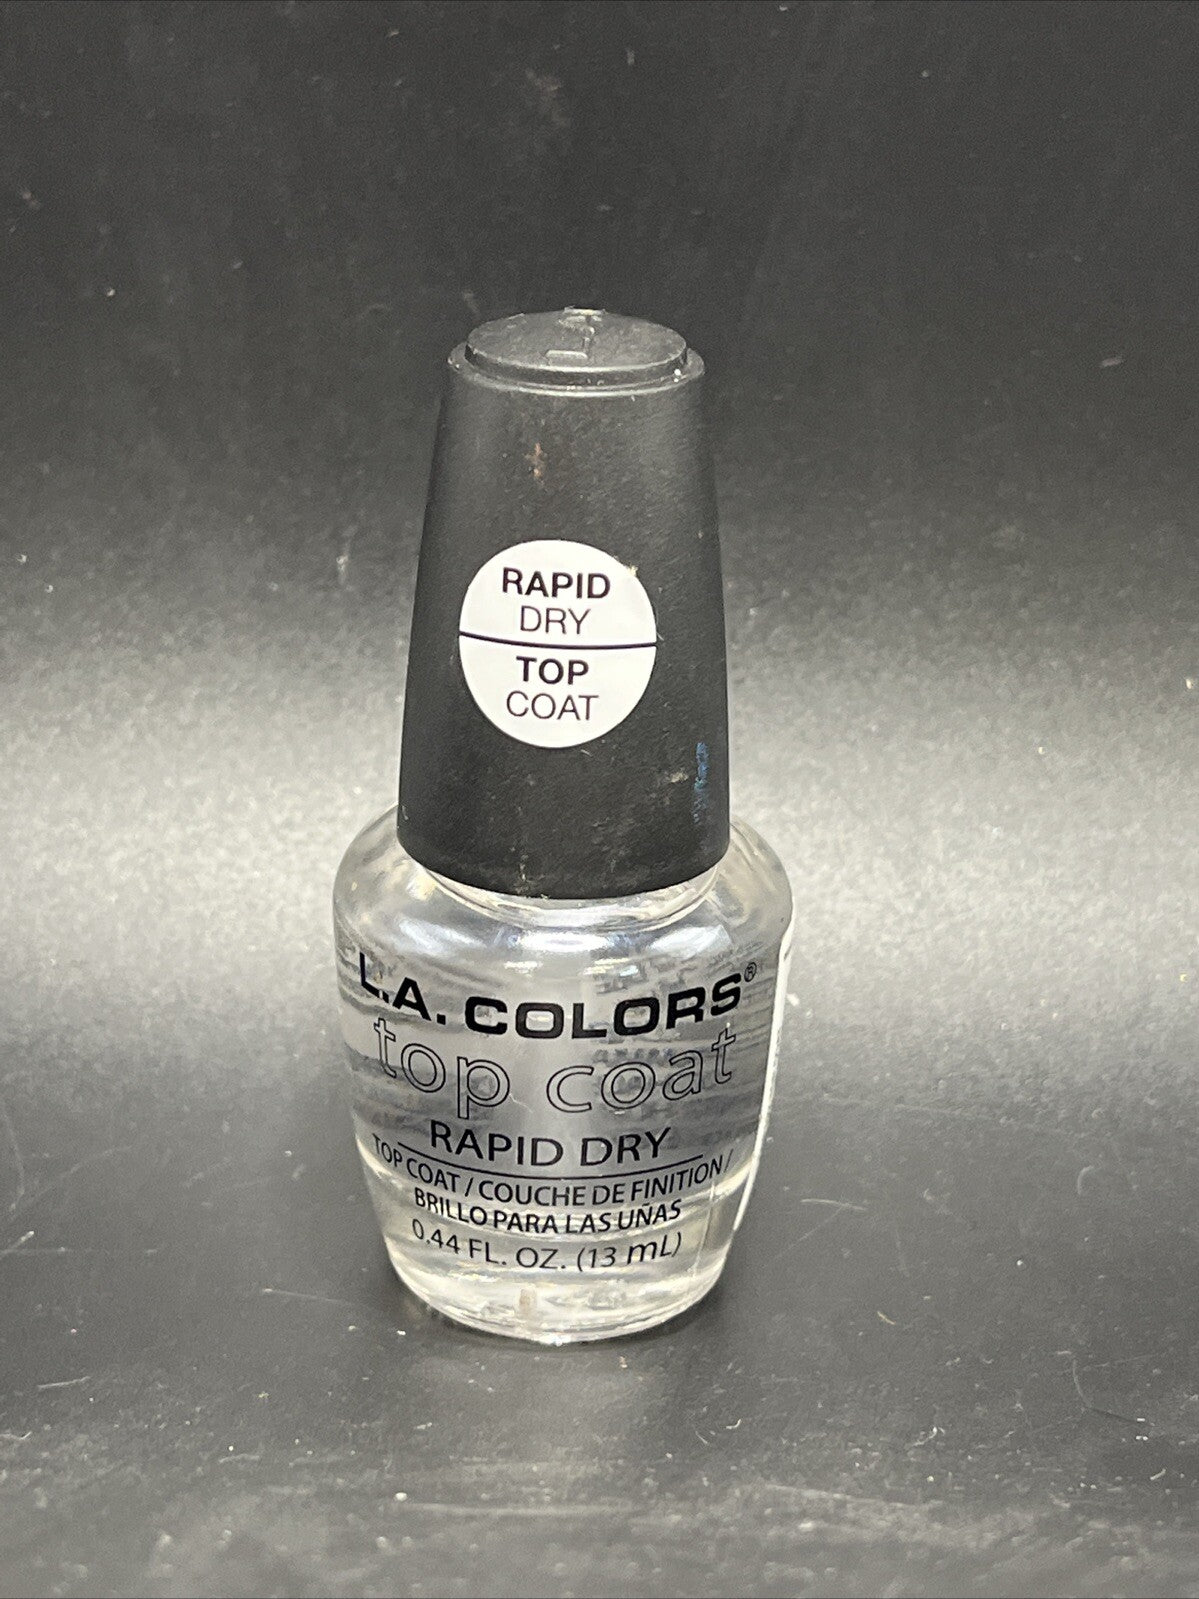 RAPID
DRY
TOP
COAT
L.A. COLORS®
top coat
RAPID DRY
TOP COAT / COUCHE DE FINITION /
BRILLO PARA LAS UÑAS
0.44 FL. OZ. (13 mL)